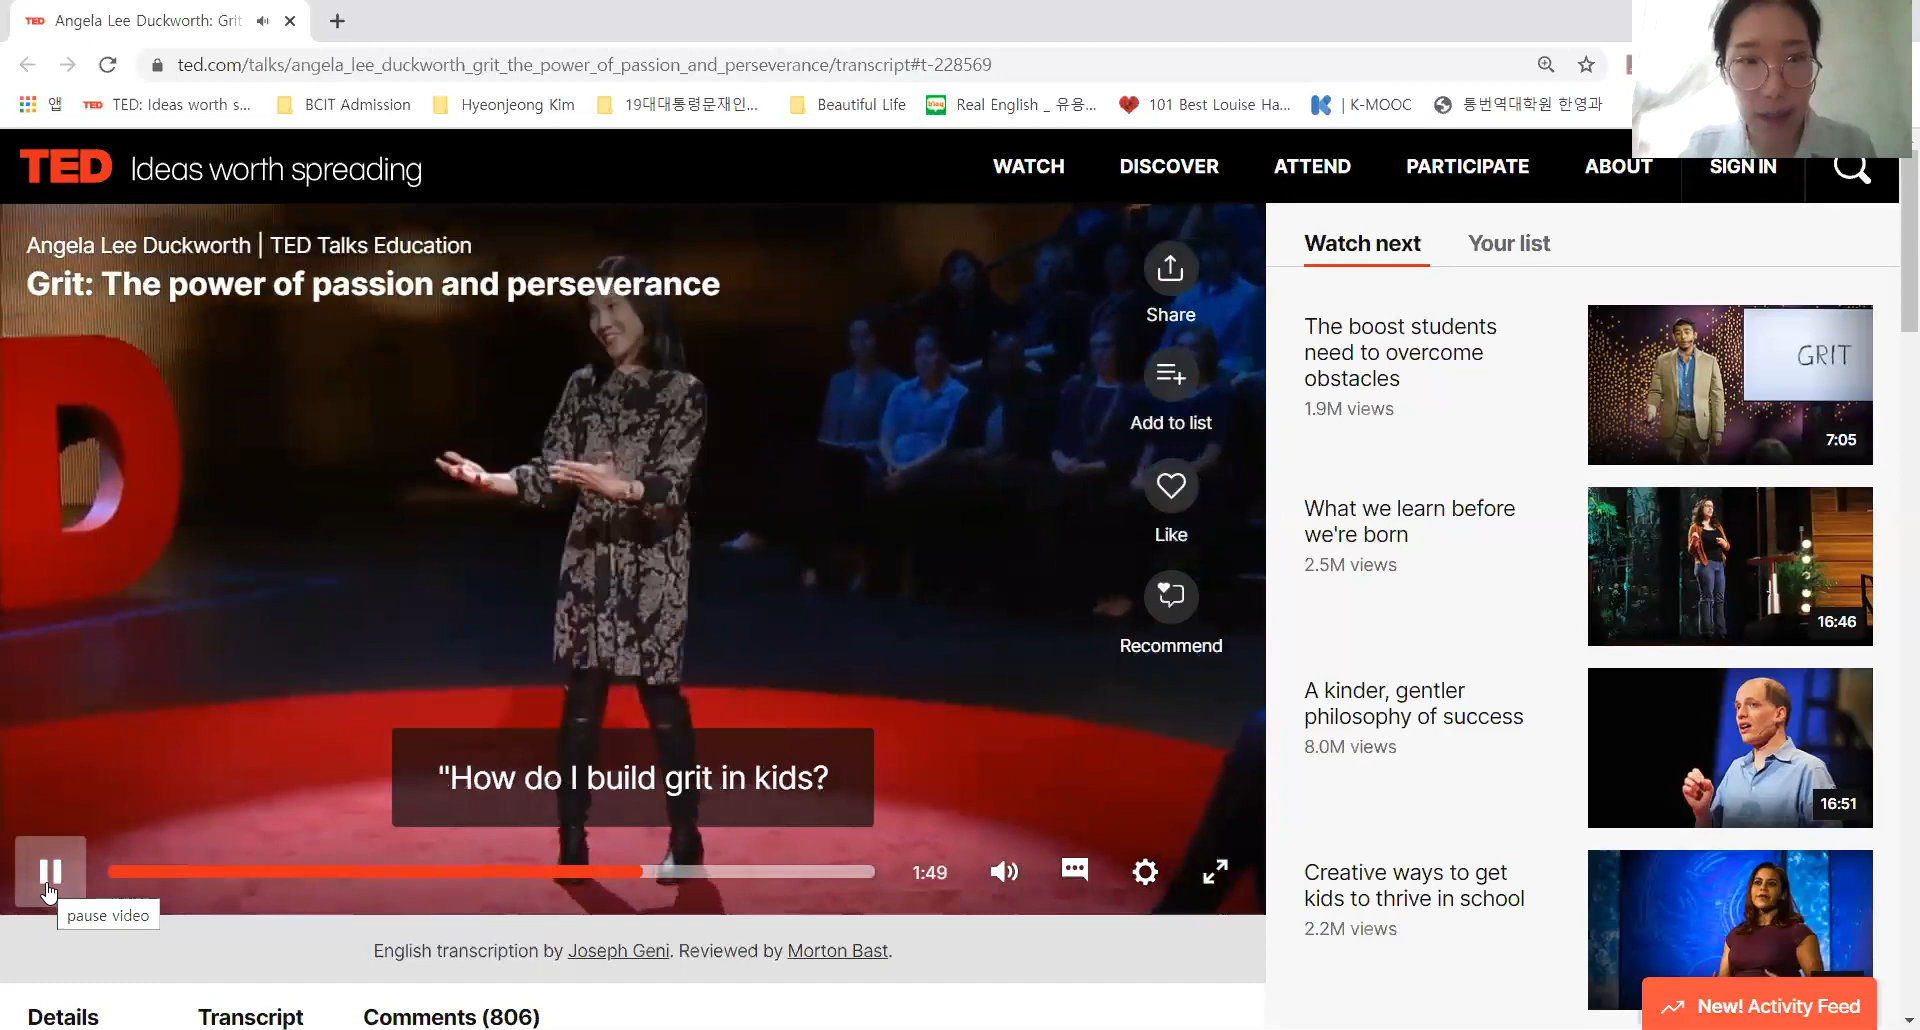 TED Angela Lee Duckworth: Grit
ted.com/talks/angela_lee_duckworth_grit_the_power_of_passion_and_perseverance/transcript#t-228569
앱 TED TED: Ideas worth s... BCIT Admission Hyeonjeong Kim 19대대통령문재인... Beautiful Life blog Real English _ 유용... 101 Best Louise Ha... | K-MOOC 통번역대학원 한영과
TED Ideas worth spreading
WATCH DISCOVER ATTEND PARTICIPATE ABOUT SIGN IN
Angela Lee Duckworth | TED Talks Education
Grit: The power of passion and perseverance
D
Share
Add to list
Like
Recommend
"How do I build grit in kids?
1:49
pause video
English transcription by Joseph Geni. Reviewed by Morton Bast.
Details Transcript Comments (806)
Watch next Your list
The boost students
need to overcome
obstacles
1.9M views
GRIT
7:05
What we learn before
we're born
2.5M views
16:46
A kinder, gentler
philosophy of success
8.0M views
16:51
Creative ways to get
kids to thrive in school
2.2M views
New! Activity Feed